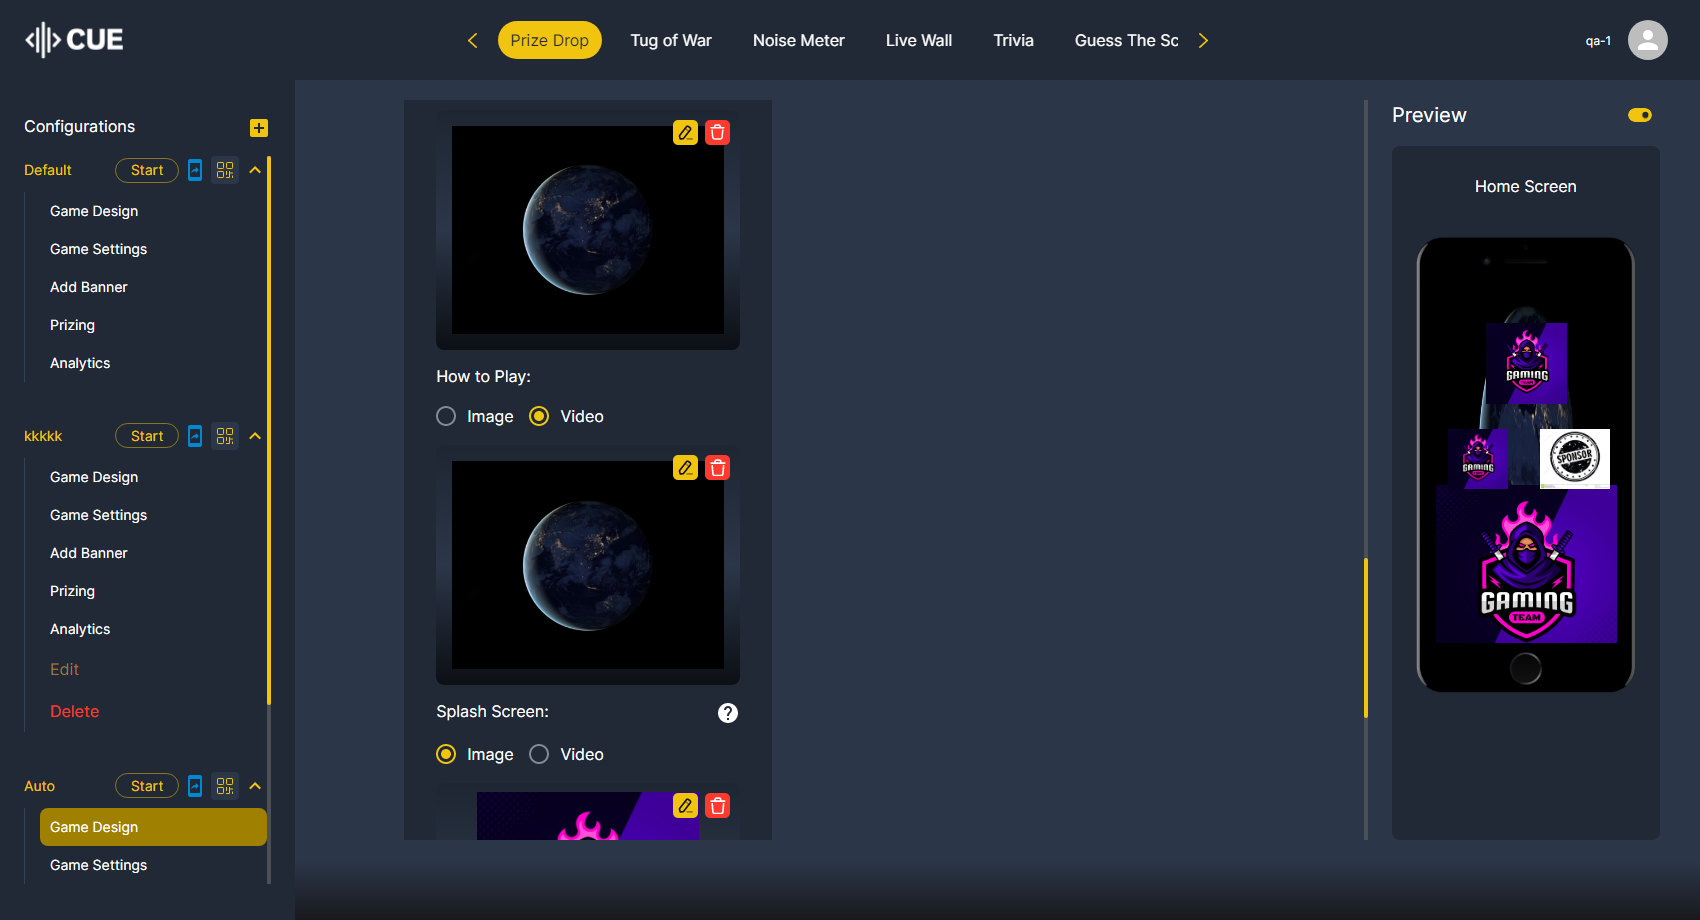 CUE
Prize Drop
Tug of War
Noise Meter
Live Wall
Trivia
Guess The Sc
qa-1
Configurations
Default
Start
Game Design
Game Settings
Add Banner
Prizing
Analytics
kkkkk
Start
Game Design
Game Settings
Add Banner
Prizing
Analytics
Edit
Delete
Auto
Start
Game Design
Game Settings
How to Play:
Image
Video
Splash Screen:
?
Image
Video
Preview
Home Screen
GAMING
TEAM
GAMING
SPONSOR
GAMING
TEAM